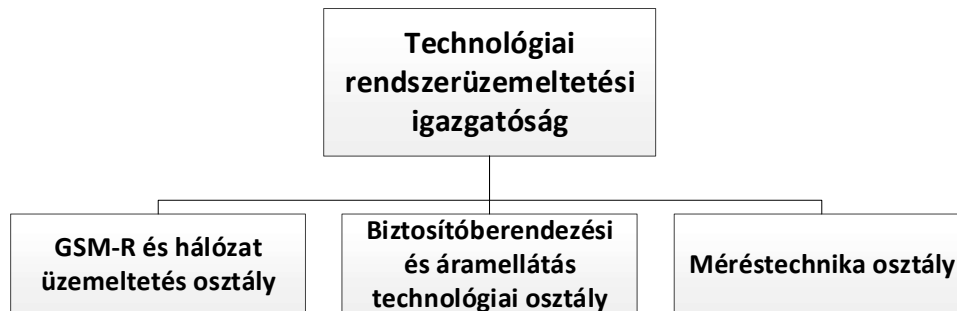 Technológiai
rendszerüzemeltetési
igazgatóság
GSM-R és hálózat
üzemeltetés osztály
Biztosítóberendezési
és áramellátás
technológiai osztály
Méréstechnika osztály